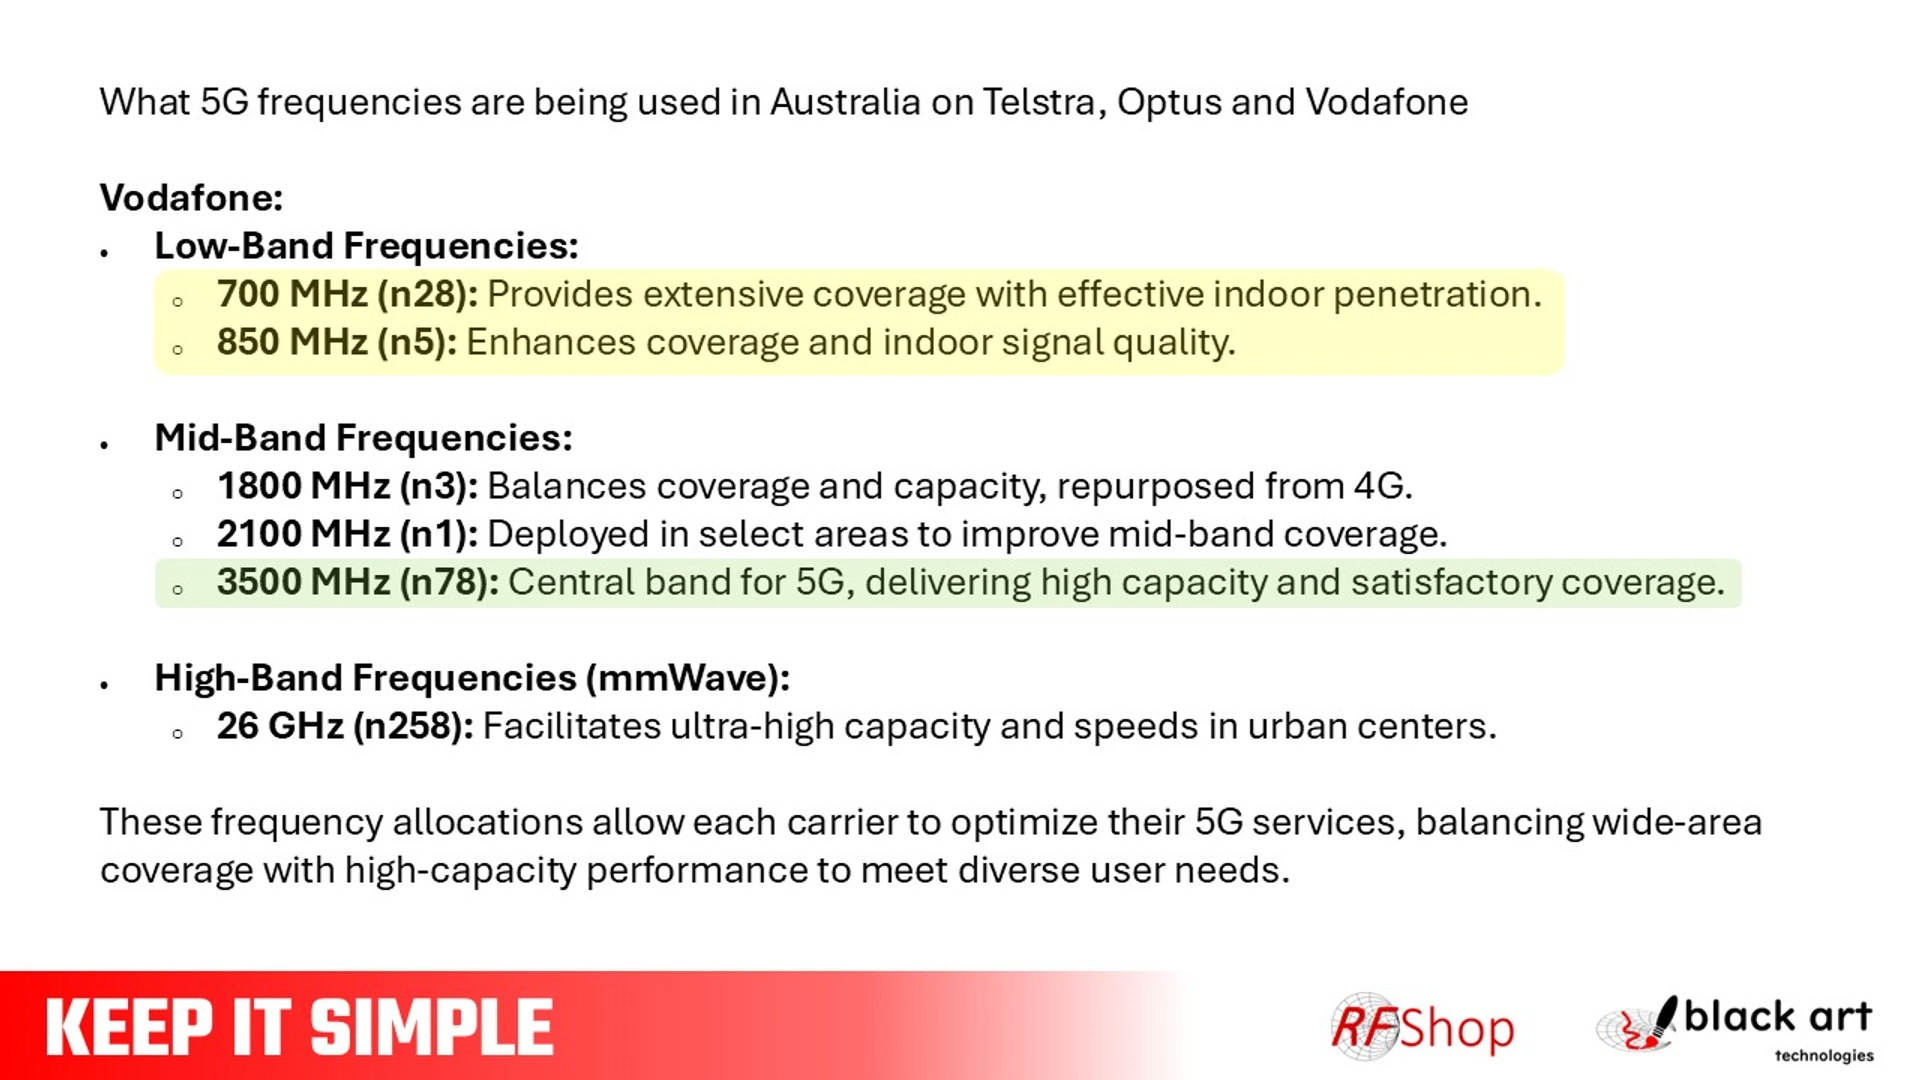 What 5G frequencies are being used in Australia on Telstra, Optus and Vodafone
Vodafone:
• Low-Band Frequencies:
○ 700 MHz (n28): Provides extensive coverage with effective indoor penetration.
○ 850 MHz (n5): Enhances coverage and indoor signal quality.
• Mid-Band Frequencies:
○ 1800 MHz (n3): Balances coverage and capacity, repurposed from 4G.
○ 2100 MHz (n1): Deployed in select areas to improve mid-band coverage.
○ 3500 MHz (n78): Central band for 5G, delivering high capacity and satisfactory coverage.
• High-Band Frequencies (mmWave):
○ 26 GHz (n258): Facilitates ultra-high capacity and speeds in urban centers.
These frequency allocations allow each carrier to optimize their 5G services, balancing wide-area
coverage with high-capacity performance to meet diverse user needs.
KEEP IT SIMPLE
RFShop
black art
technologies